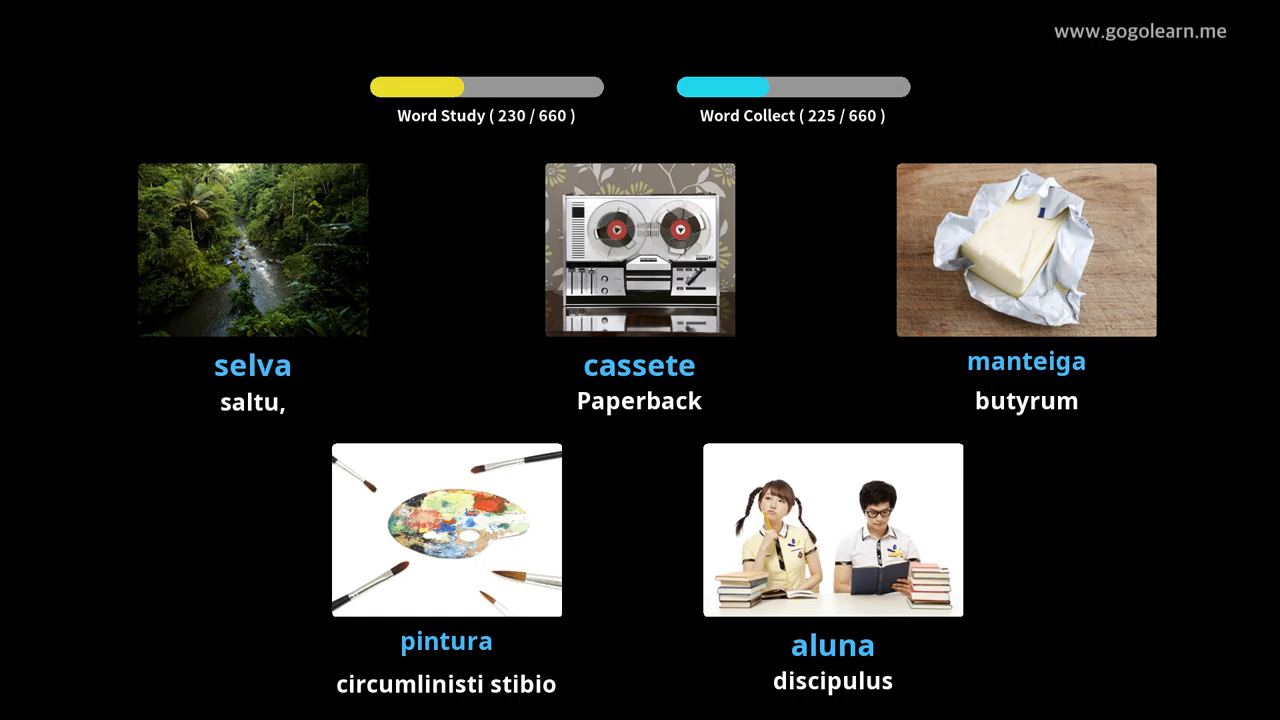 www.gogolearn.me
Word Study ( 230 / 660 )
Word Collect ( 225 / 660 )
selva
saltu,
cassete
Paperback
manteiga
butyrum
pintura
circumlinisti stibio
aluna
discipulus